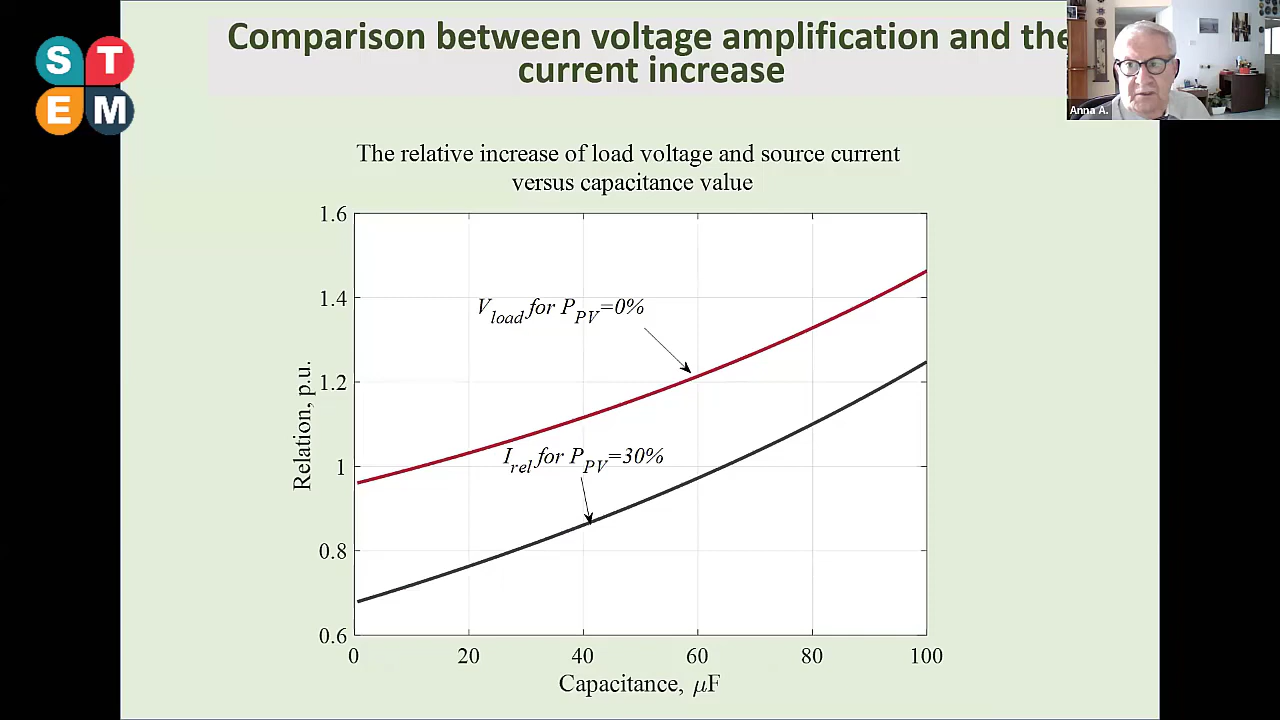 S T
E M
Comparison between voltage amplification and the
current increase
Anna A.
The relative increase of load voltage and source current
versus capacitance value
1.6
1.4
1.2
1
0.8
0.6
Relation, p.u.
V_load for P_PV=0%
I_rel for P_PV=30%
0 20 40 60 80 100
Capacitance, μF